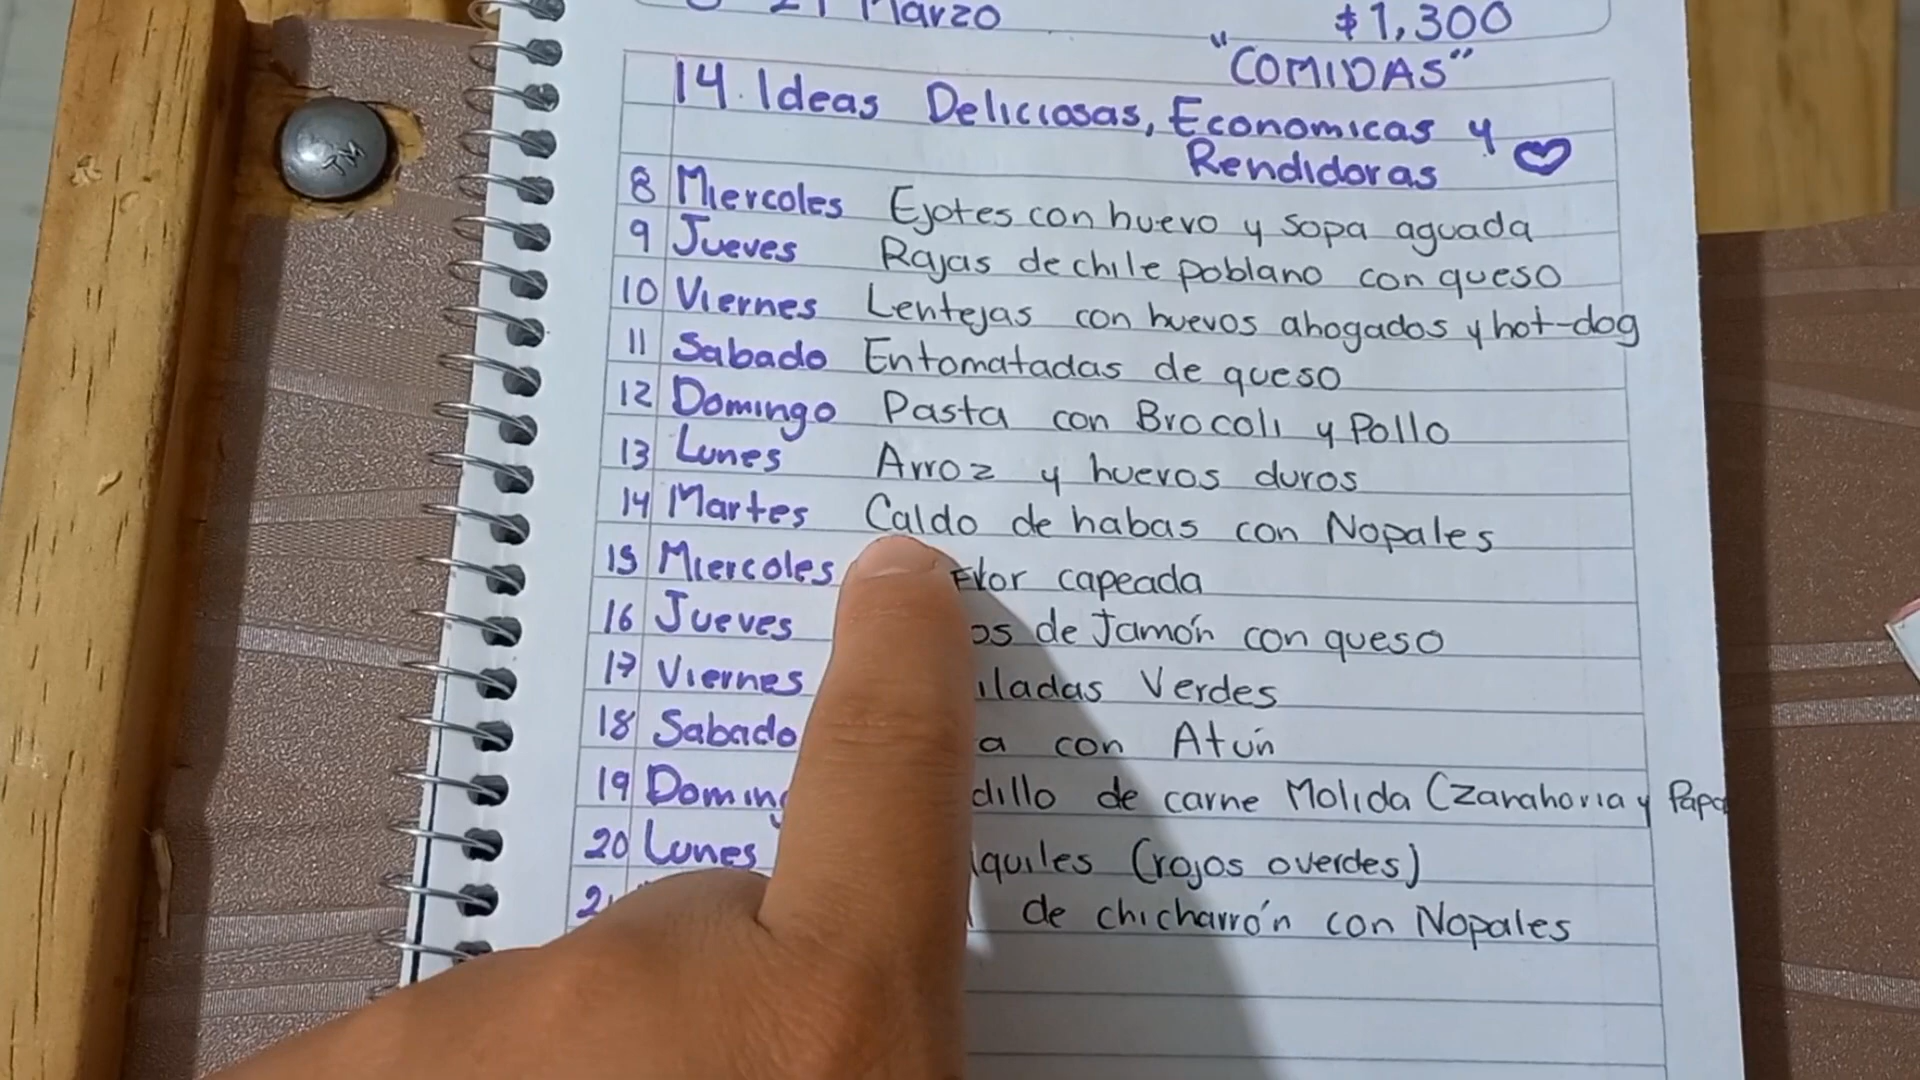 21 Marzo $1,300
"COMIDAS"
14. Ideas Deliciosas, Economicas y
Rendidoras
8 Miercoles Ejotes con huevo y Sopa aguada
9 Jueves Rajas de chile poblano con queso
10 Viernes Lentejas con huevos ahogados y hot-dog
11 Sabado Entomatadas de queso
12 Domingo Pasta con Brocoli y Pollo
13 Lunes Arroz y huevos duros
14 Martes Caldo de habas con Nopales
15 Miercoles Flor capeada
16 Jueves de Jamón con queso
17 Viernes Verdes
18 Sabado con Atún
19 de carne Molida (Zanahoria y Papa
20 Lunes (rojos o verdes)
de chicharrón con Nopales
TM